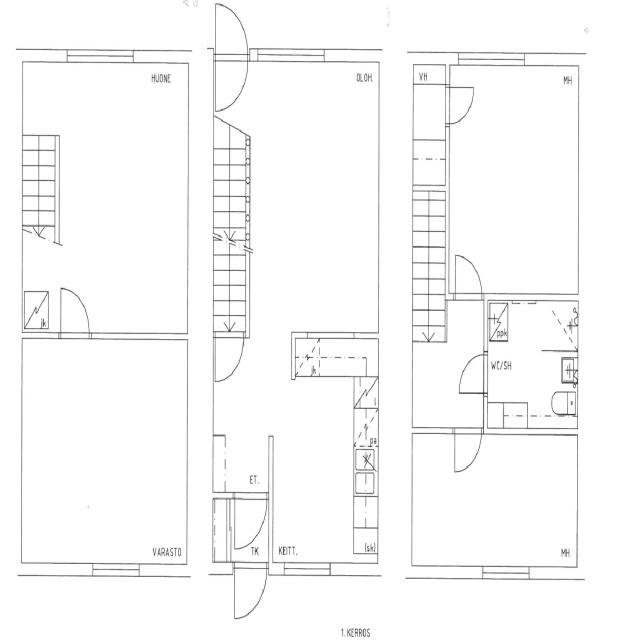 HUONE
jk
VARASTO
OLOH.
jk
pa
ET.
TK
KEITT.
(sk)
1. KERROS
VH
MH
ppk
WC/SH
MH